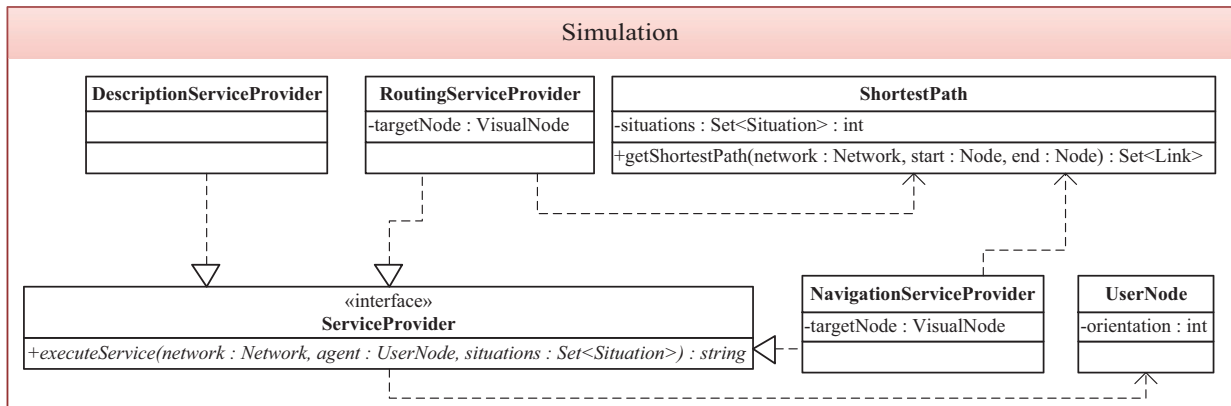 Simulation
DescriptionServiceProvider
RoutingServiceProvider
-targetNode : VisualNode
ShortestPath
-situations : Set<Situation> : int
+getShortestPath(network : Network, start : Node, end : Node) : Set<Link>
«interface»
ServiceProvider
+executeService(network : Network, agent : UserNode, situations : Set<Situation>) : string
NavigationServiceProvider
-targetNode : VisualNode
UserNode
-orientation : int